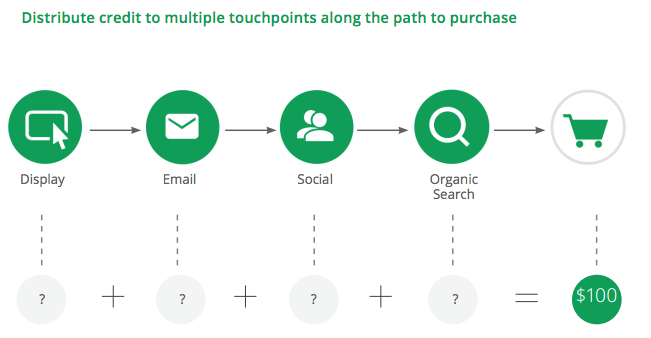 Distribute credit to multiple touchpoints along the path to purchase
Display
Email
Social
Organic
Search
? + ? + ? + ? = $100